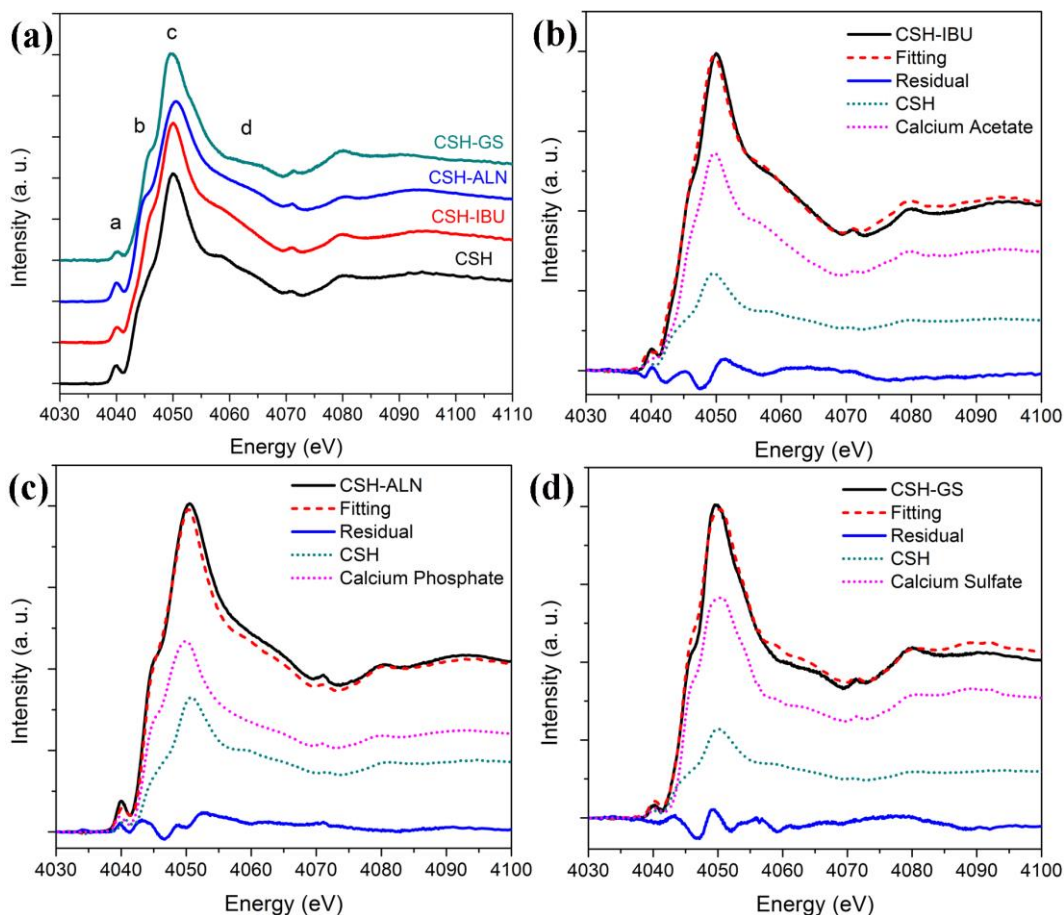 (a)
a
b
c
d
CSH-GS
CSH-ALN
CSH-IBU
CSH
Intensity (a. u.)
4030 4040 4050 4060 4070 4080 4090 4100 4110
Energy (eV)
(b)
CSH-IBU
Fitting
Residual
CSH
Calcium Acetate
Intensity (a. u.)
4030 4040 4050 4060 4070 4080 4090 4100
Energy (eV)
(c)
CSH-ALN
Fitting
Residual
CSH
Calcium Phosphate
Intensity (a. u.)
4030 4040 4050 4060 4070 4080 4090 4100
Energy (eV)
(d)
CSH-GS
Fitting
Residual
CSH
Calcium Sulfate
Intensity (a. u.)
4030 4040 4050 4060 4070 4080 4090 4100
Energy (eV)